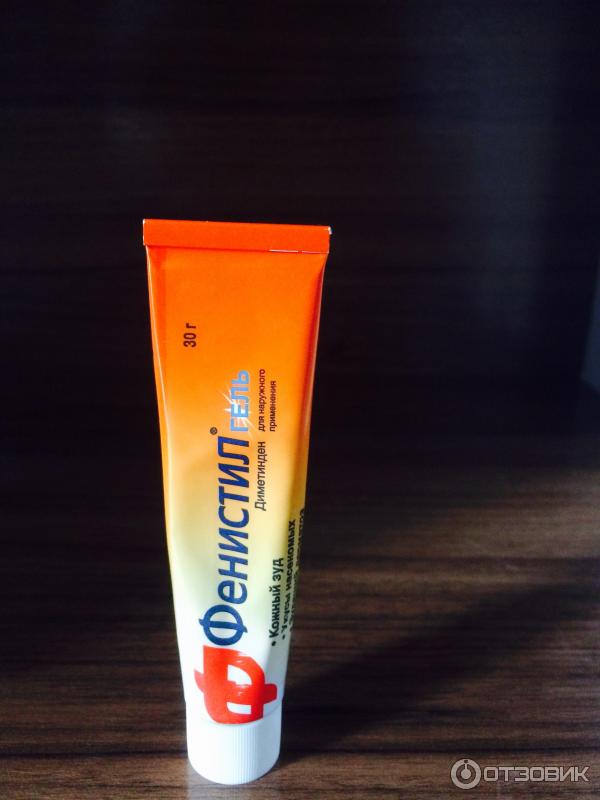 30 г
Фенистил® гель
Диметинден
для наружного
применения
• Кожный зуд
• Укусы насекомых
ОТЗОВИК